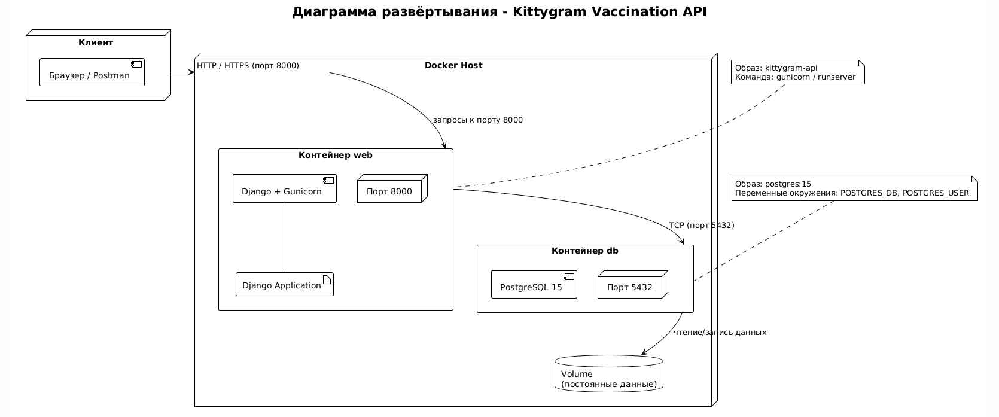 Диаграмма развёртывания - Kittygram Vaccination API
Клиент
Браузер / Postman
HTTP / HTTPS (порт 8000)
Docker Host
Образ: kittygram-api
Команда: gunicorn / runserver
запросы к порту 8000
Контейнер web
Django + Gunicorn
Порт 8000
Образ: postgres:15
Переменные окружения: POSTGRES_DB, POSTGRES_USER
TCP (порт 5432)
Контейнер db
Django Application
PostgreSQL 15
Порт 5432
чтение/запись данных
Volume
(постоянные данные)